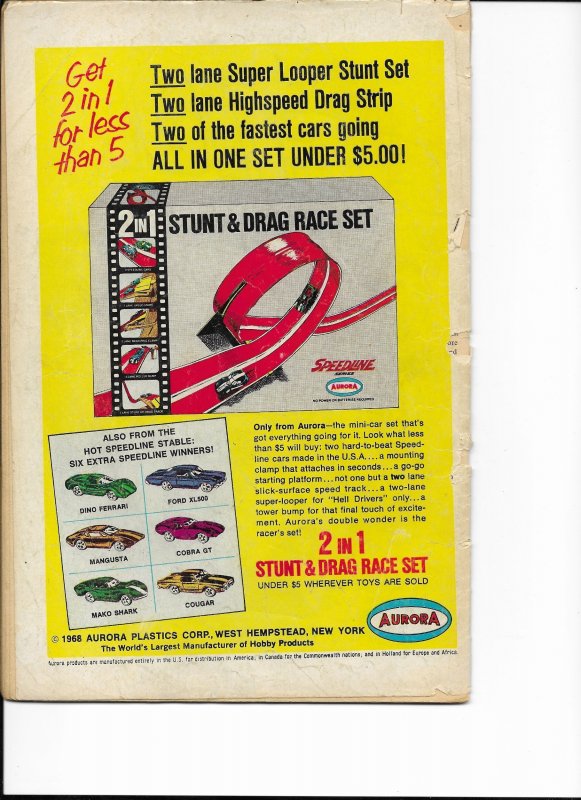 Get
2 in 1
for less
than 5
Two lane Super Looper Stunt Set
Two lane Highspeed Drag Strip
Two of the fastest cars going
ALL IN ONE SET UNDER $5.00!
2 IN 1
STUNT & DRAG RACE SET
SPEEDLINE
SERIES
AURORA
NO POWER OR BATTERIES REQUIRED
ALSO FROM THE
HOT SPEEDLINE STABLE:
SIX EXTRA SPEEDLINE WINNERS!
DINO FERRARI
FORD XL500
MANGUSTA
COBRA GT
MAKO SHARK
COUGAR
Only from Aurora—the mini-car set that's
got everything going for it. Look what less
than $5 will buy: two hard-to-beat Speed-
line cars made in the U.S.A. ... a mounting
clamp that attaches in seconds...a go-go
starting platform...not one but a two lane
slick-surface speed track...a two-lane
super-looper for "Hell Drivers" only...a
tower bump for that final touch of excite-
ment. Aurora's double wonder is the
racer's set!
2 IN 1
STUNT & DRAG RACE SET
UNDER $5 WHEREVER TOYS ARE SOLD
AURORA
© 1968 AURORA PLASTICS CORP., WEST HEMPSTEAD, NEW YORK
The World's Largest Manufacturer of Hobby Products
Aurora products are manufactured entirely in the U.S. for distribution in America, in Canada for the Commonwealth nations, and in Holland for Europe and Africa.